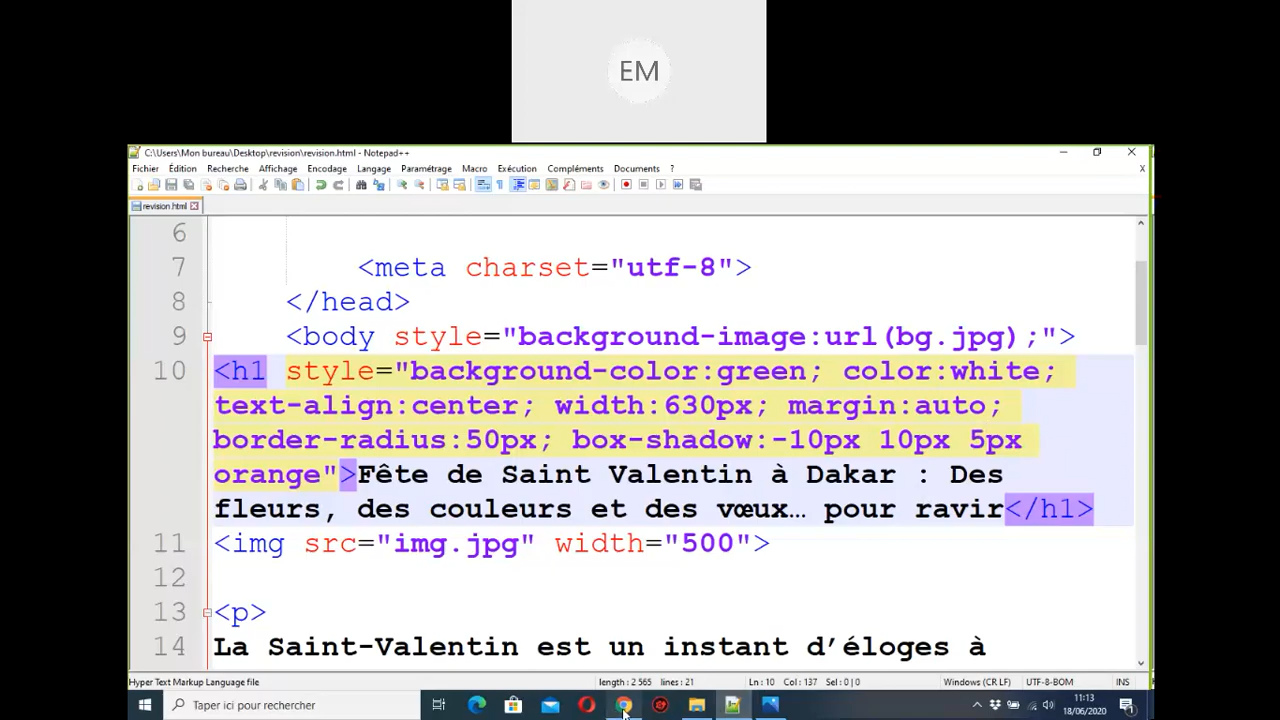 EM
C:\Users\Mon bureau\Desktop\revision\revision.html - Notepad++
Fichier Édition Recherche Affichage Encodage Langage Paramétrage Macro Exécution Compléments Documents ? X
revision.html
6
7 <meta charset="utf-8">
8 </head>
9 <body style="background-image:url(bg.jpg);">
10 <h1 style="background-color:green; color:white;
text-align:center; width:630px; margin:auto;
border-radius:50px; box-shadow:-10px 10px 5px
orange">Fête de Saint Valentin à Dakar : Des
fleurs, des couleurs et des vœux… pour ravir</h1>
11 <img src="img.jpg" width="500">
12
13 <p>
14 La Saint-Valentin est un instant d’éloges à
Hyper Text Markup Language file length : 2 565 lines : 21 Ln : 10 Col : 137 Sel : 0 | 0 Windows (CR LF) UTF-8-BOM INS
Taper ici pour rechercher
11:13
18/06/2020